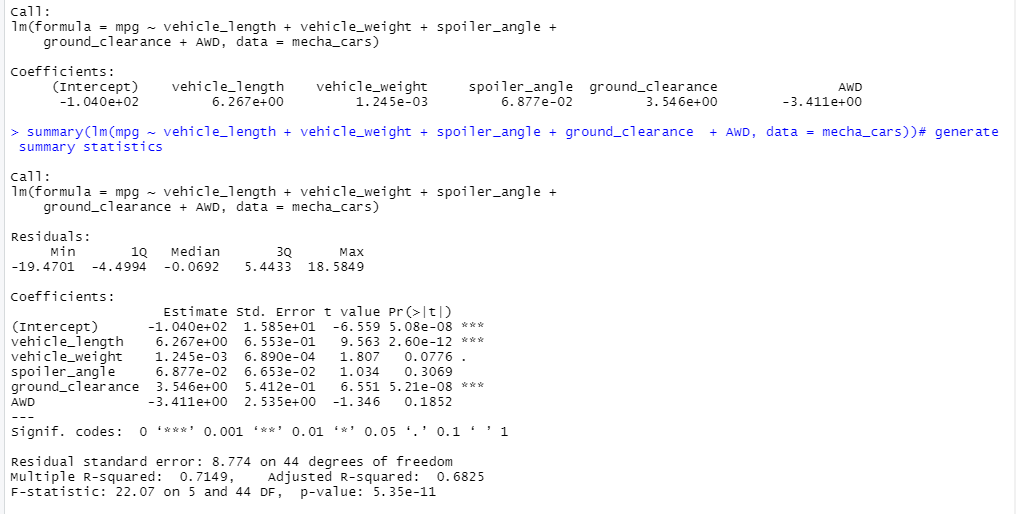 Call:
lm(formula = mpg ~ vehicle_length + vehicle_weight + spoiler_angle +
    ground_clearance + AWD, data = mecha_cars)

Coefficients:
     (Intercept)    vehicle_length    vehicle_weight     spoiler_angle  ground_clearance               AWD
      -1.040e+02         6.267e+00         1.245e-03         6.877e-02         3.546e+00        -3.411e+00

> summary(lm(mpg ~ vehicle_length + vehicle_weight + spoiler_angle + ground_clearance  + AWD, data = mecha_cars))# generate
 summary statistics

Call:
lm(formula = mpg ~ vehicle_length + vehicle_weight + spoiler_angle +
    ground_clearance + AWD, data = mecha_cars)

Residuals:
     Min       1Q   Median       3Q      Max
-19.4701  -4.4994  -0.0692   5.4433  18.5849

Coefficients:
                   Estimate Std. Error t value Pr(>|t|)
(Intercept)      -1.040e+02  1.585e+01  -6.559 5.08e-08 ***
vehicle_length    6.267e+00  6.553e-01   9.563 2.60e-12 ***
vehicle_weight    1.245e-03  6.890e-04   1.807   0.0776 .
spoiler_angle     6.877e-02  6.653e-02   1.034   0.3069
ground_clearance  3.546e+00  5.412e-01   6.551 5.21e-08 ***
AWD              -3.411e+00  2.535e+00  -1.346   0.1852
---
Signif. codes:  0 ‘***’ 0.001 ‘**’ 0.01 ‘*’ 0.05 ‘.’ 0.1 ‘ ’ 1

Residual standard error: 8.774 on 44 degrees of freedom
Multiple R-squared:  0.7149,    Adjusted R-squared:  0.6825
F-statistic: 22.07 on 5 and 44 DF,  p-value: 5.35e-11